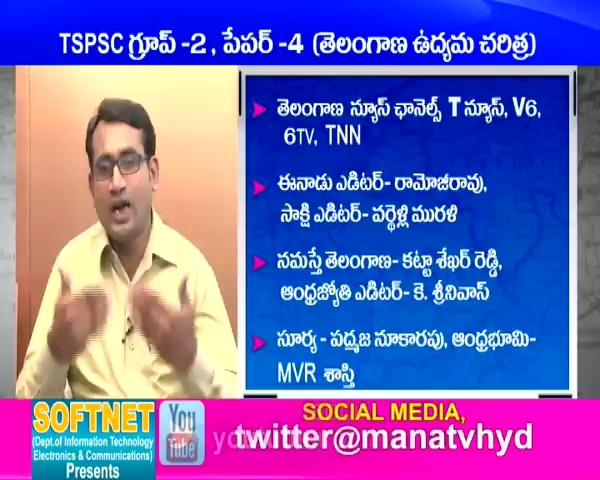 TSPSC గ్రూప్ -2, పేపర్ -4 (తెలంగాణ ఉద్యమ చరిత్ర)
తెలంగాణ న్యూస్ ఛానెల్స్ T న్యూస్, V6,
6TV, TNN
ఈనాడు ఎడిటర్- రామోజీరావు,
సాక్షి ఎడిటర్- వర్థెళ్లి మురళి
నమస్తే తెలంగాణ- కట్టా శేఖర్ రెడ్డి,
ఆంధ్రజ్యోతి ఎడిటర్- కె. శ్రీనివాస్
సూర్య - పద్మజ నూకారపు, ఆంధ్రభూమి-
MVR శాస్త్రి
SOFTNET
(Dept.of Information Technology
Electronics & Communications)
Presents
You
Tube
SOCIAL MEDIA,
twitter@manatvhyd